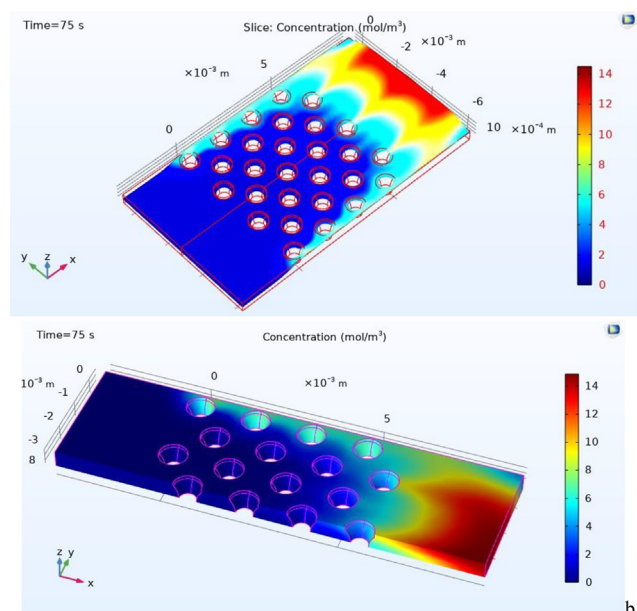 Time=75 s
Slice: Concentration (mol/m³)
×10⁻³ m
0
-2
×10⁻³ m
-4
-6
5
×10⁻³ m
0
10 ×10⁻⁴ m
14
12
10
8
6
4
2
0
y z x
Time=75 s
Concentration (mol/m³)
0
10⁻³ m
-1
-2
-3
8
0
×10⁻³ m
5
14
12
10
8
6
4
2
0
z y
x
b